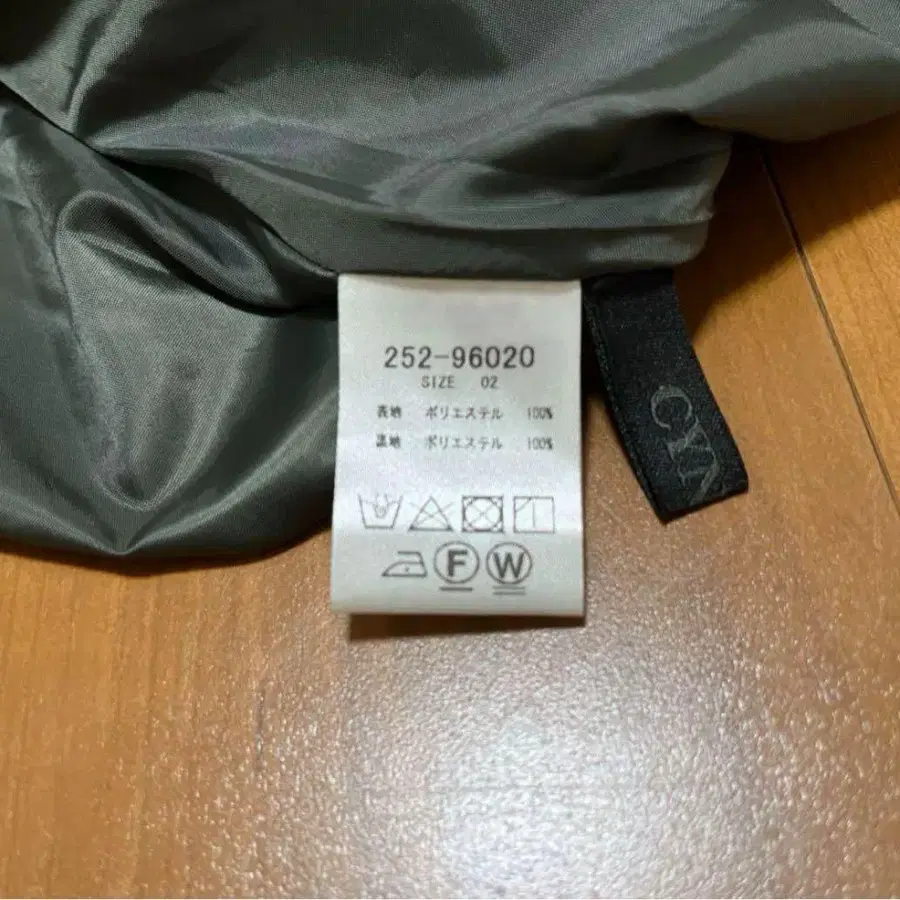 252-96020
SIZE 02
表地 ポリエステル 100%
裏地 ポリエステル 100%
F W